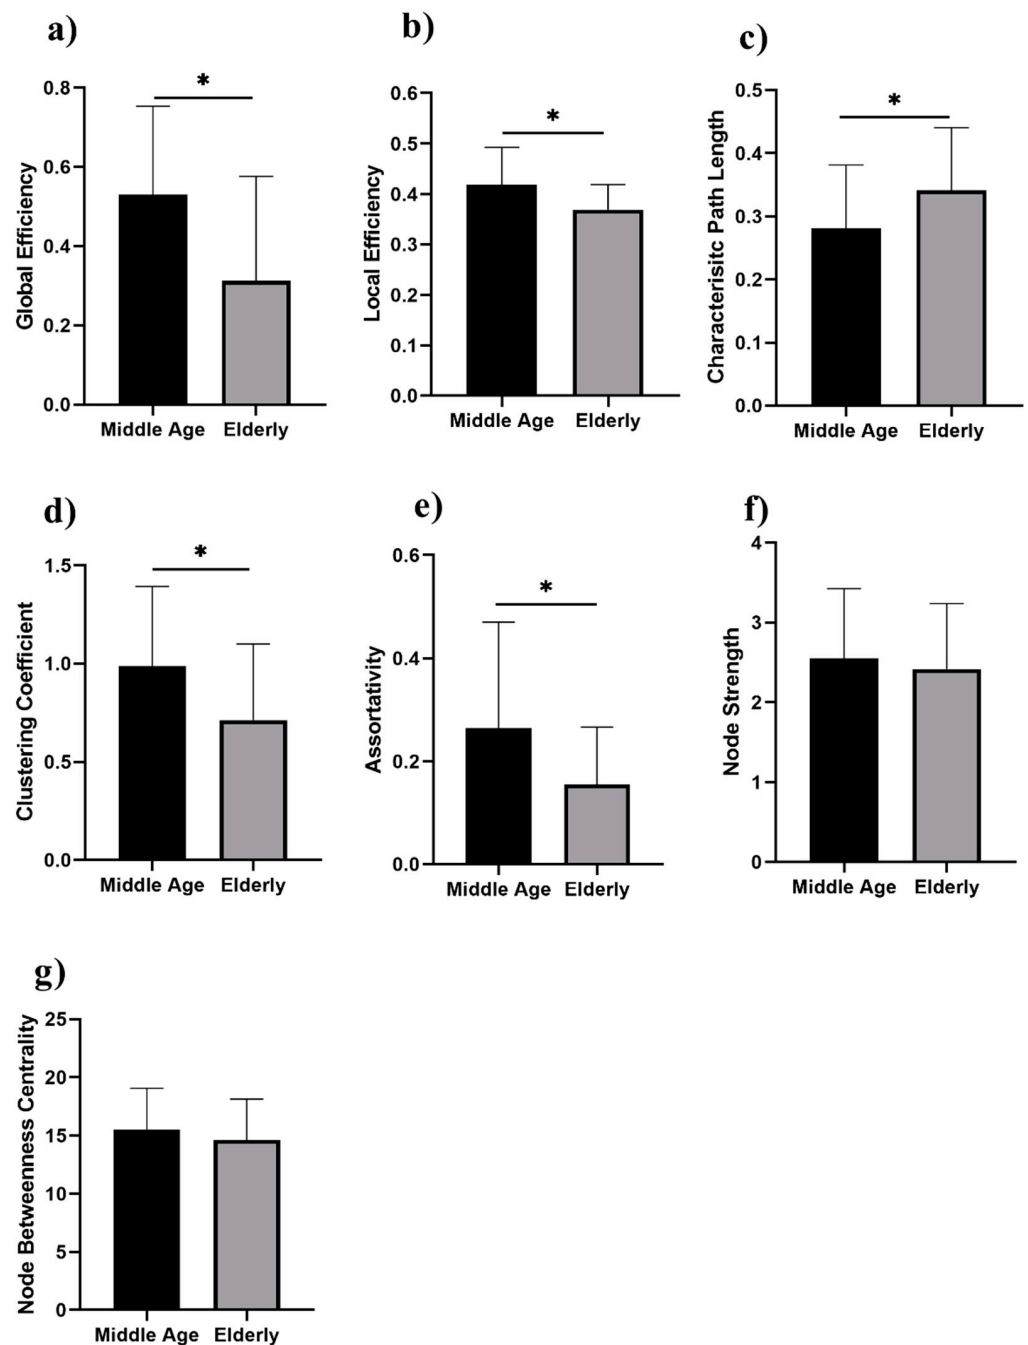 a)
*
0.8
0.6
0.4
0.2
0.0
Global Efficiency
Middle Age Elderly
b)
*
0.6
0.5
0.4
0.3
0.2
0.1
0.0
Local Efficiency
Middle Age Elderly
c)
*
0.5
0.4
0.3
0.2
0.1
0.0
Characterisitc Path Length
Middle Age Elderly
d)
*
1.5
1.0
0.5
0.0
Clustering Coefficient
Middle Age Elderly
e)
*
0.6
0.4
0.2
0.0
Assortativity
Middle Age Elderly
f)
4
3
2
1
0
Node Strength
Middle Age Elderly
g)
25
20
15
10
5
0
Node Betweenness Centrality
Middle Age Elderly